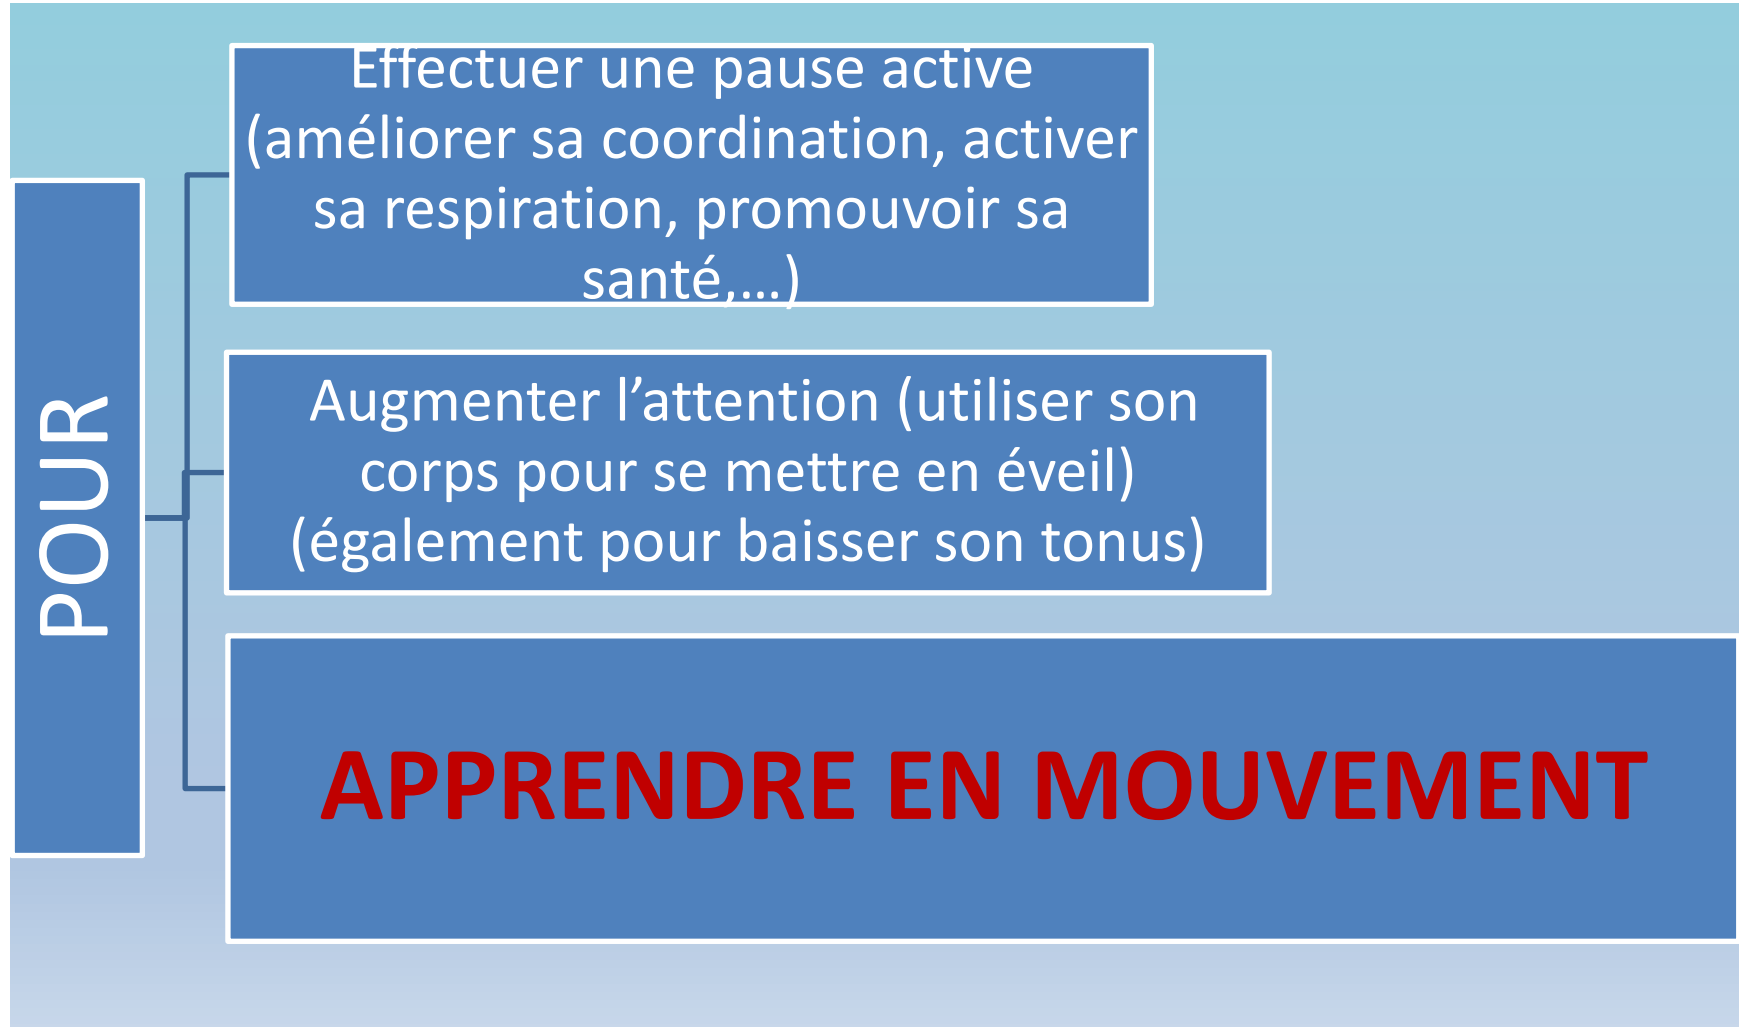 POUR
Effectuer une pause active
(améliorer sa coordination, activer
sa respiration, promouvoir sa
santé,…)
Augmenter l’attention (utiliser son
corps pour se mettre en éveil)
(également pour baisser son tonus)
APPRENDRE EN MOUVEMENT